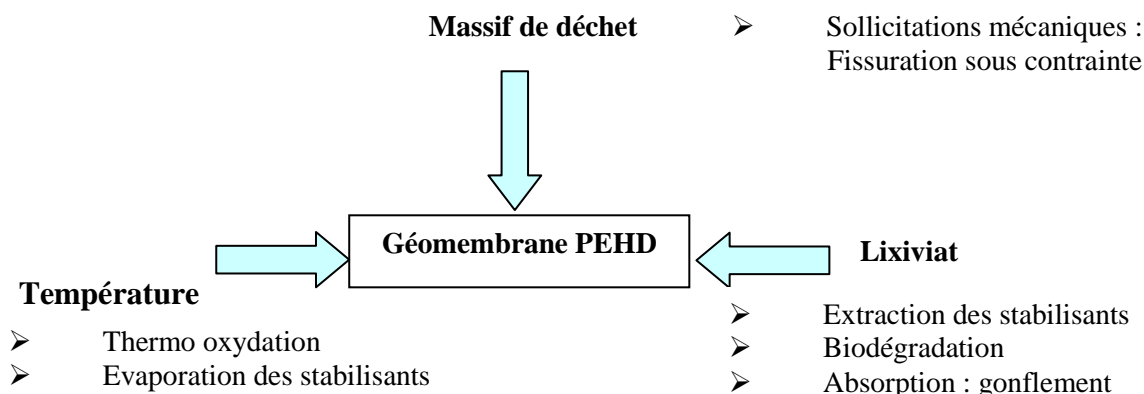 Massif de déchet
➢ Sollicitations mécaniques :
Fissuration sous contrainte
Géomembrane PEHD
Température
➢ Thermo oxydation
➢ Evaporation des stabilisants
Lixiviat
➢ Extraction des stabilisants
➢ Biodégradation
➢ Absorption : gonflement